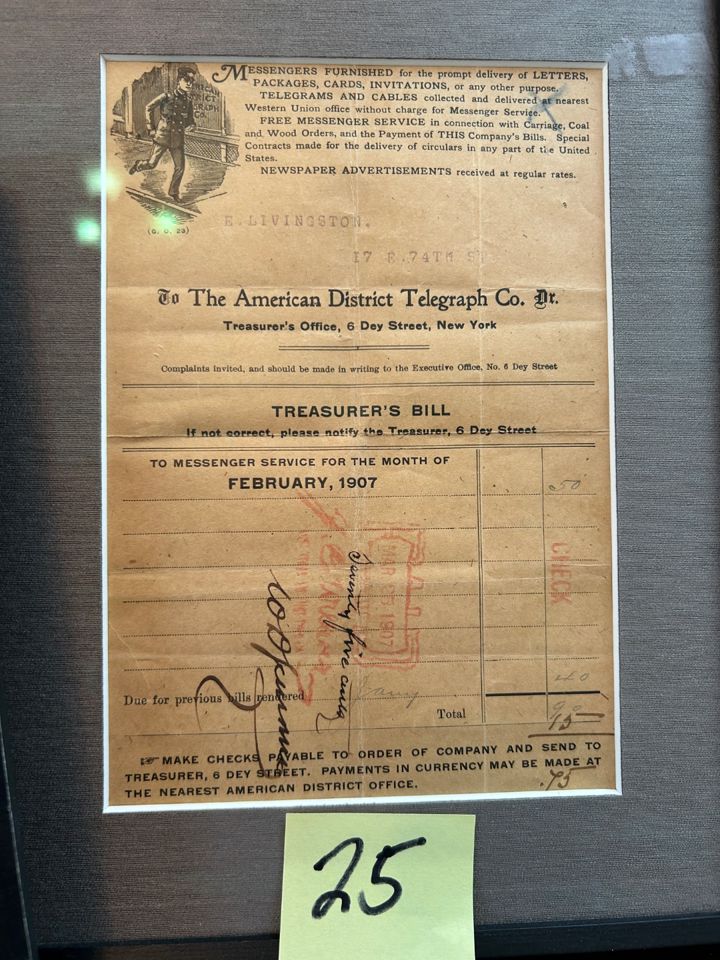 MESSENGERS FURNISHED for the prompt delivery of LETTERS,
PACKAGES, CARDS, INVITATIONS, or any other purpose.
TELEGRAMS AND CABLES collected and delivered at nearest
Western Union office without charge for Messenger Service.
FREE MESSENGER SERVICE in connection with Carriage, Coal
and Wood Orders, and the Payment of THIS Company's Bills. Special
Contracts made for the delivery of circulars in any part of the United
States.
NEWSPAPER ADVERTISEMENTS received at regular rates.
(G. O. 23)
E. LIVINGSTON.
17 E. 74TH ST
To The American District Telegraph Co. Dr.
Treasurer's Office, 6 Dey Street, New York
Complaints invited, and should be made in writing to the Executive Office, No. 6 Dey Street
TREASURER'S BILL
If not correct, please notify the Treasurer, 6 Dey Street
TO MESSENGER SERVICE FOR THE MONTH OF
FEBRUARY, 1907
50
CHECK
MAR 25 1907
Seventy five cents
Due for previous bills rendered
40
Total
90
15
☞ MAKE CHECKS PAYABLE TO ORDER OF COMPANY AND SEND TO
TREASURER, 6 DEY STREET. PAYMENTS IN CURRENCY MAY BE MADE AT
THE NEAREST AMERICAN DISTRICT OFFICE.
.75
25